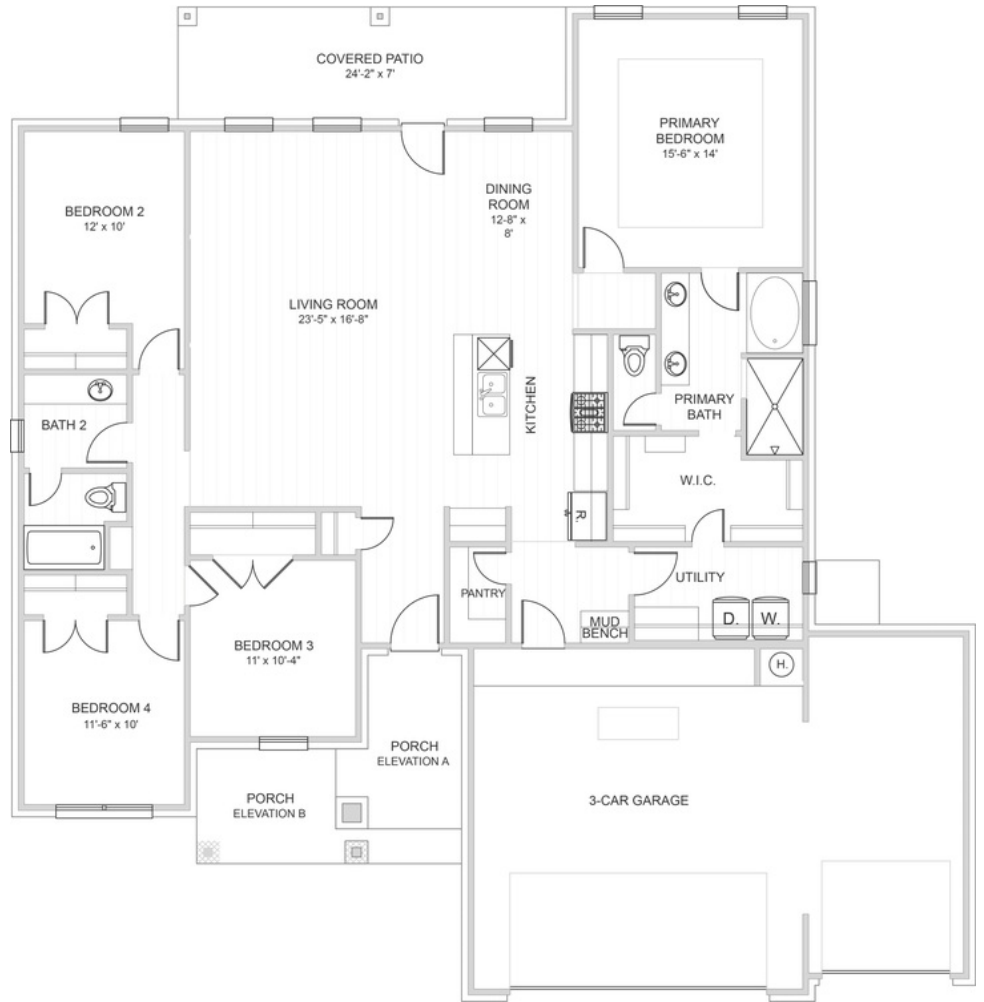 COVERED PATIO
24'-2" x 7'
PRIMARY
BEDROOM
15'-6" x 14'
DINING
ROOM
12-8" x
8'
BEDROOM 2
12' x 10'
LIVING ROOM
23'-5" x 16'-8"
KITCHEN
PRIMARY
BATH
BATH 2
W.I.C.
R.
UTILITY
PANTRY
D.
W.
MUD
BENCH
BEDROOM 3
11' x 10'-4"
H.
BEDROOM 4
11'-6" x 10'
PORCH
ELEVATION A
PORCH
ELEVATION B
3-CAR GARAGE